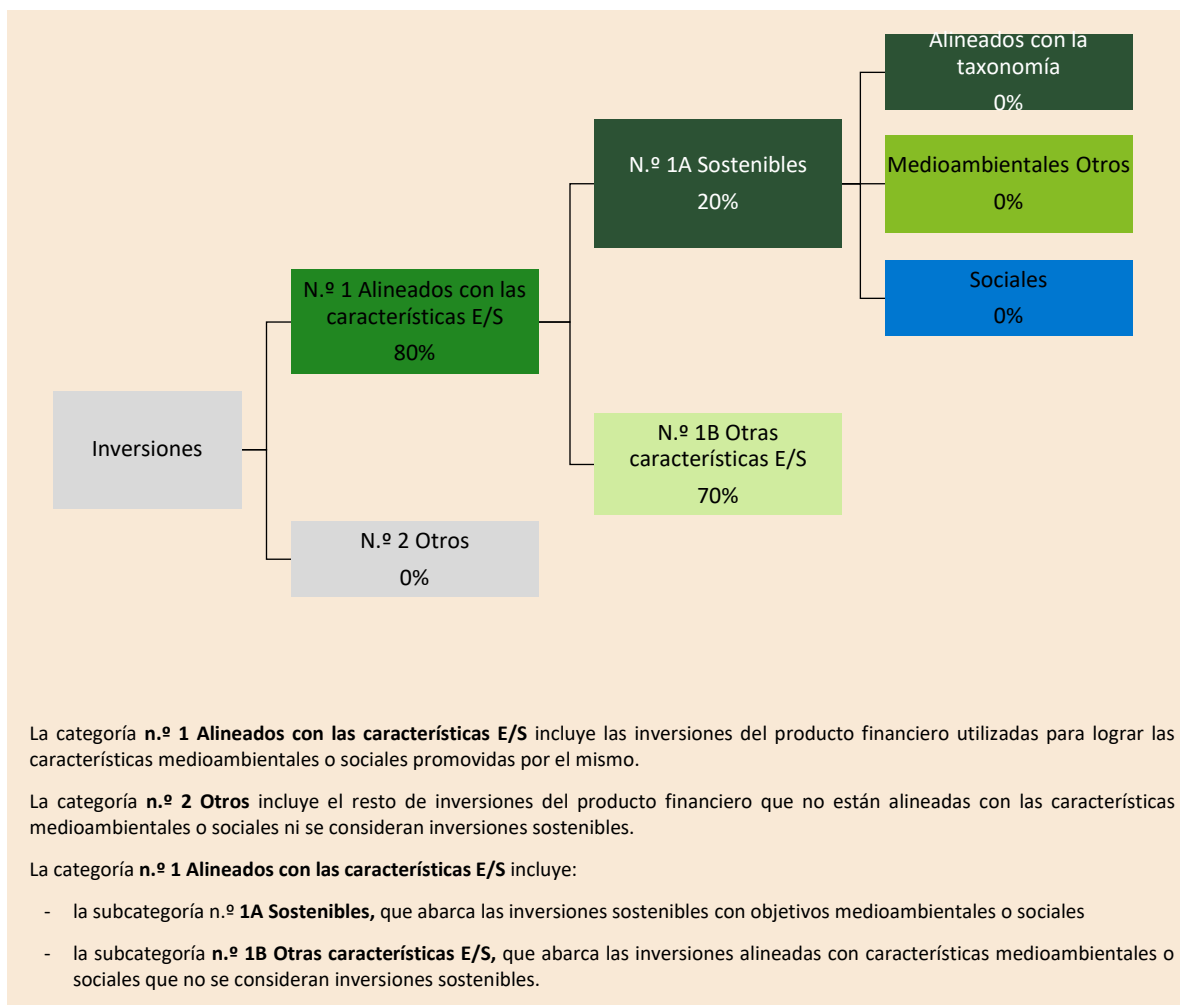 Alineados con la
taxonomía
0%
N.º 1A Sostenibles
20%
Medioambientales Otros
0%
Sociales
0%
N.º 1 Alineados con las
características E/S
80%
Inversiones
N.º 1B Otras
características E/S
70%
N.º 2 Otros
0%
La categoría n.º 1 Alineados con las características E/S incluye las inversiones del producto financiero utilizadas para lograr las
características medioambientales o sociales promovidas por el mismo.
La categoría n.º 2 Otros incluye el resto de inversiones del producto financiero que no están alineadas con las características
medioambientales o sociales ni se consideran inversiones sostenibles.
La categoría n.º 1 Alineados con las características E/S incluye:
- la subcategoría n.º 1A Sostenibles, que abarca las inversiones sostenibles con objetivos medioambientales o sociales
- la subcategoría n.º 1B Otras características E/S, que abarca las inversiones alineadas con características medioambientales o
sociales que no se consideran inversiones sostenibles.